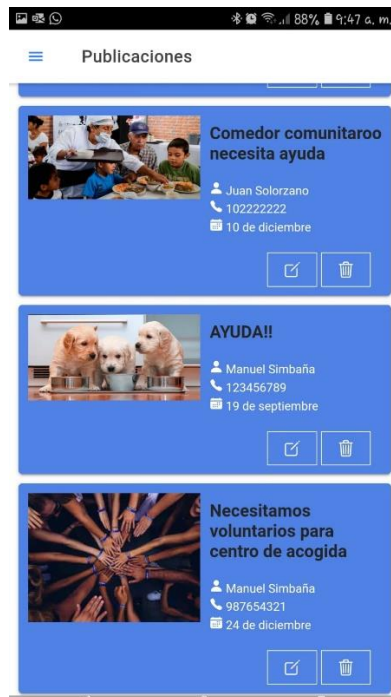 88% 9:47 a. m.
Publicaciones
Comedor comunitaroo
necesita ayuda
Juan Solorzano
102222222
10 de diciembre
AYUDA!!
Manuel Simbaña
123456789
19 de septiembre
Necesitamos
voluntarios para
centro de acogida
Manuel Simbaña
987654321
24 de diciembre